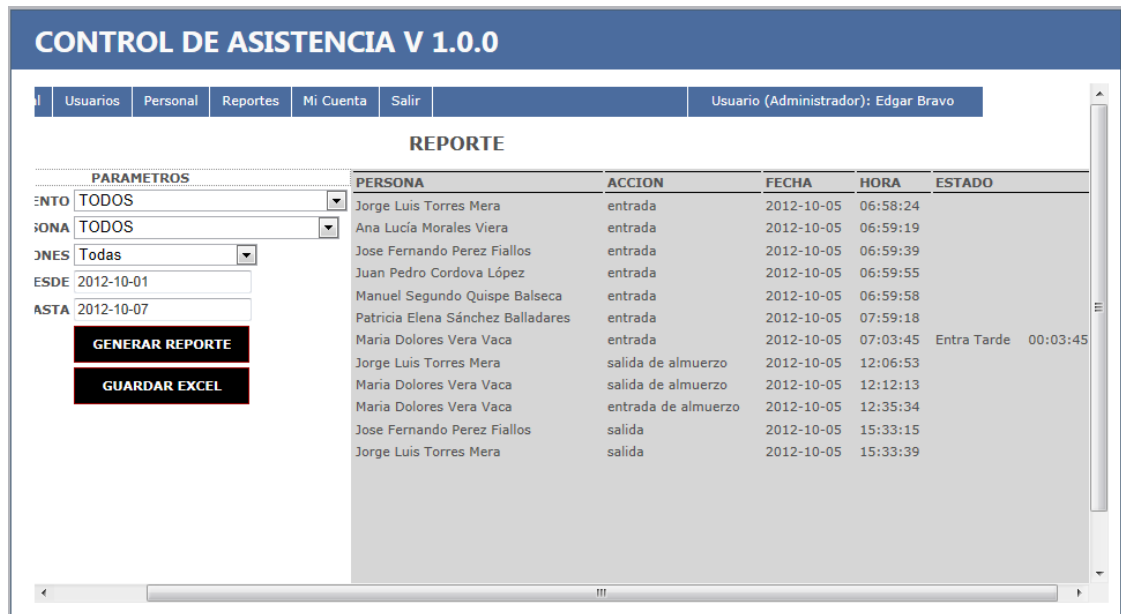 CONTROL DE ASISTENCIA V 1.0.0
Usuarios Personal Reportes Mi Cuenta Salir Usuario (Administrador): Edgar Bravo
REPORTE
PARAMETROS
ENTO TODOS
SONA TODOS
ONES Todas
ESDE 2012-10-01
ASTA 2012-10-07
GENERAR REPORTE
GUARDAR EXCEL
PERSONA ACCION FECHA HORA ESTADO
Jorge Luis Torres Mera entrada 2012-10-05 06:58:24
Ana Lucía Morales Viera entrada 2012-10-05 06:59:19
Jose Fernando Perez Fiallos entrada 2012-10-05 06:59:39
Juan Pedro Cordova López entrada 2012-10-05 06:59:55
Manuel Segundo Quispe Balseca entrada 2012-10-05 06:59:58
Patricia Elena Sánchez Balladares entrada 2012-10-05 07:59:18
Maria Dolores Vera Vaca entrada 2012-10-05 07:03:45 Entra Tarde 00:03:45
Jorge Luis Torres Mera salida de almuerzo 2012-10-05 12:06:53
Maria Dolores Vera Vaca salida de almuerzo 2012-10-05 12:12:13
Maria Dolores Vera Vaca entrada de almuerzo 2012-10-05 12:35:34
Jose Fernando Perez Fiallos salida 2012-10-05 15:33:15
Jorge Luis Torres Mera salida 2012-10-05 15:33:39